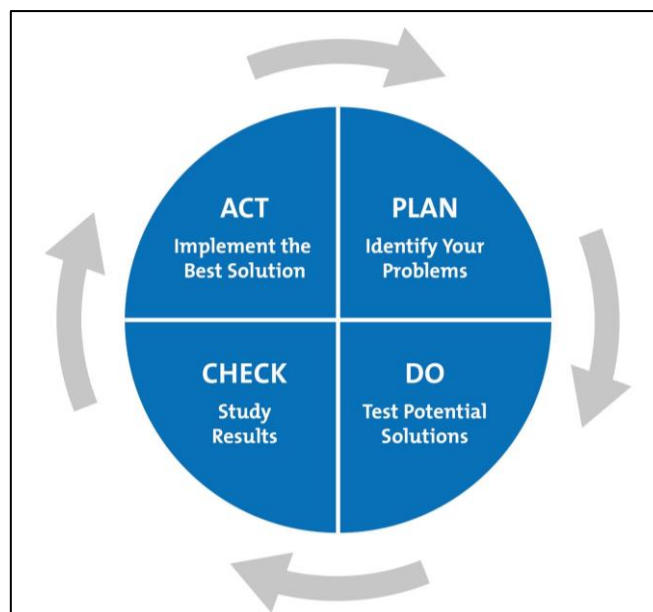 ACT
Implement the
Best Solution
PLAN
Identify Your
Problems
CHECK
Study
Results
DO
Test Potential
Solutions